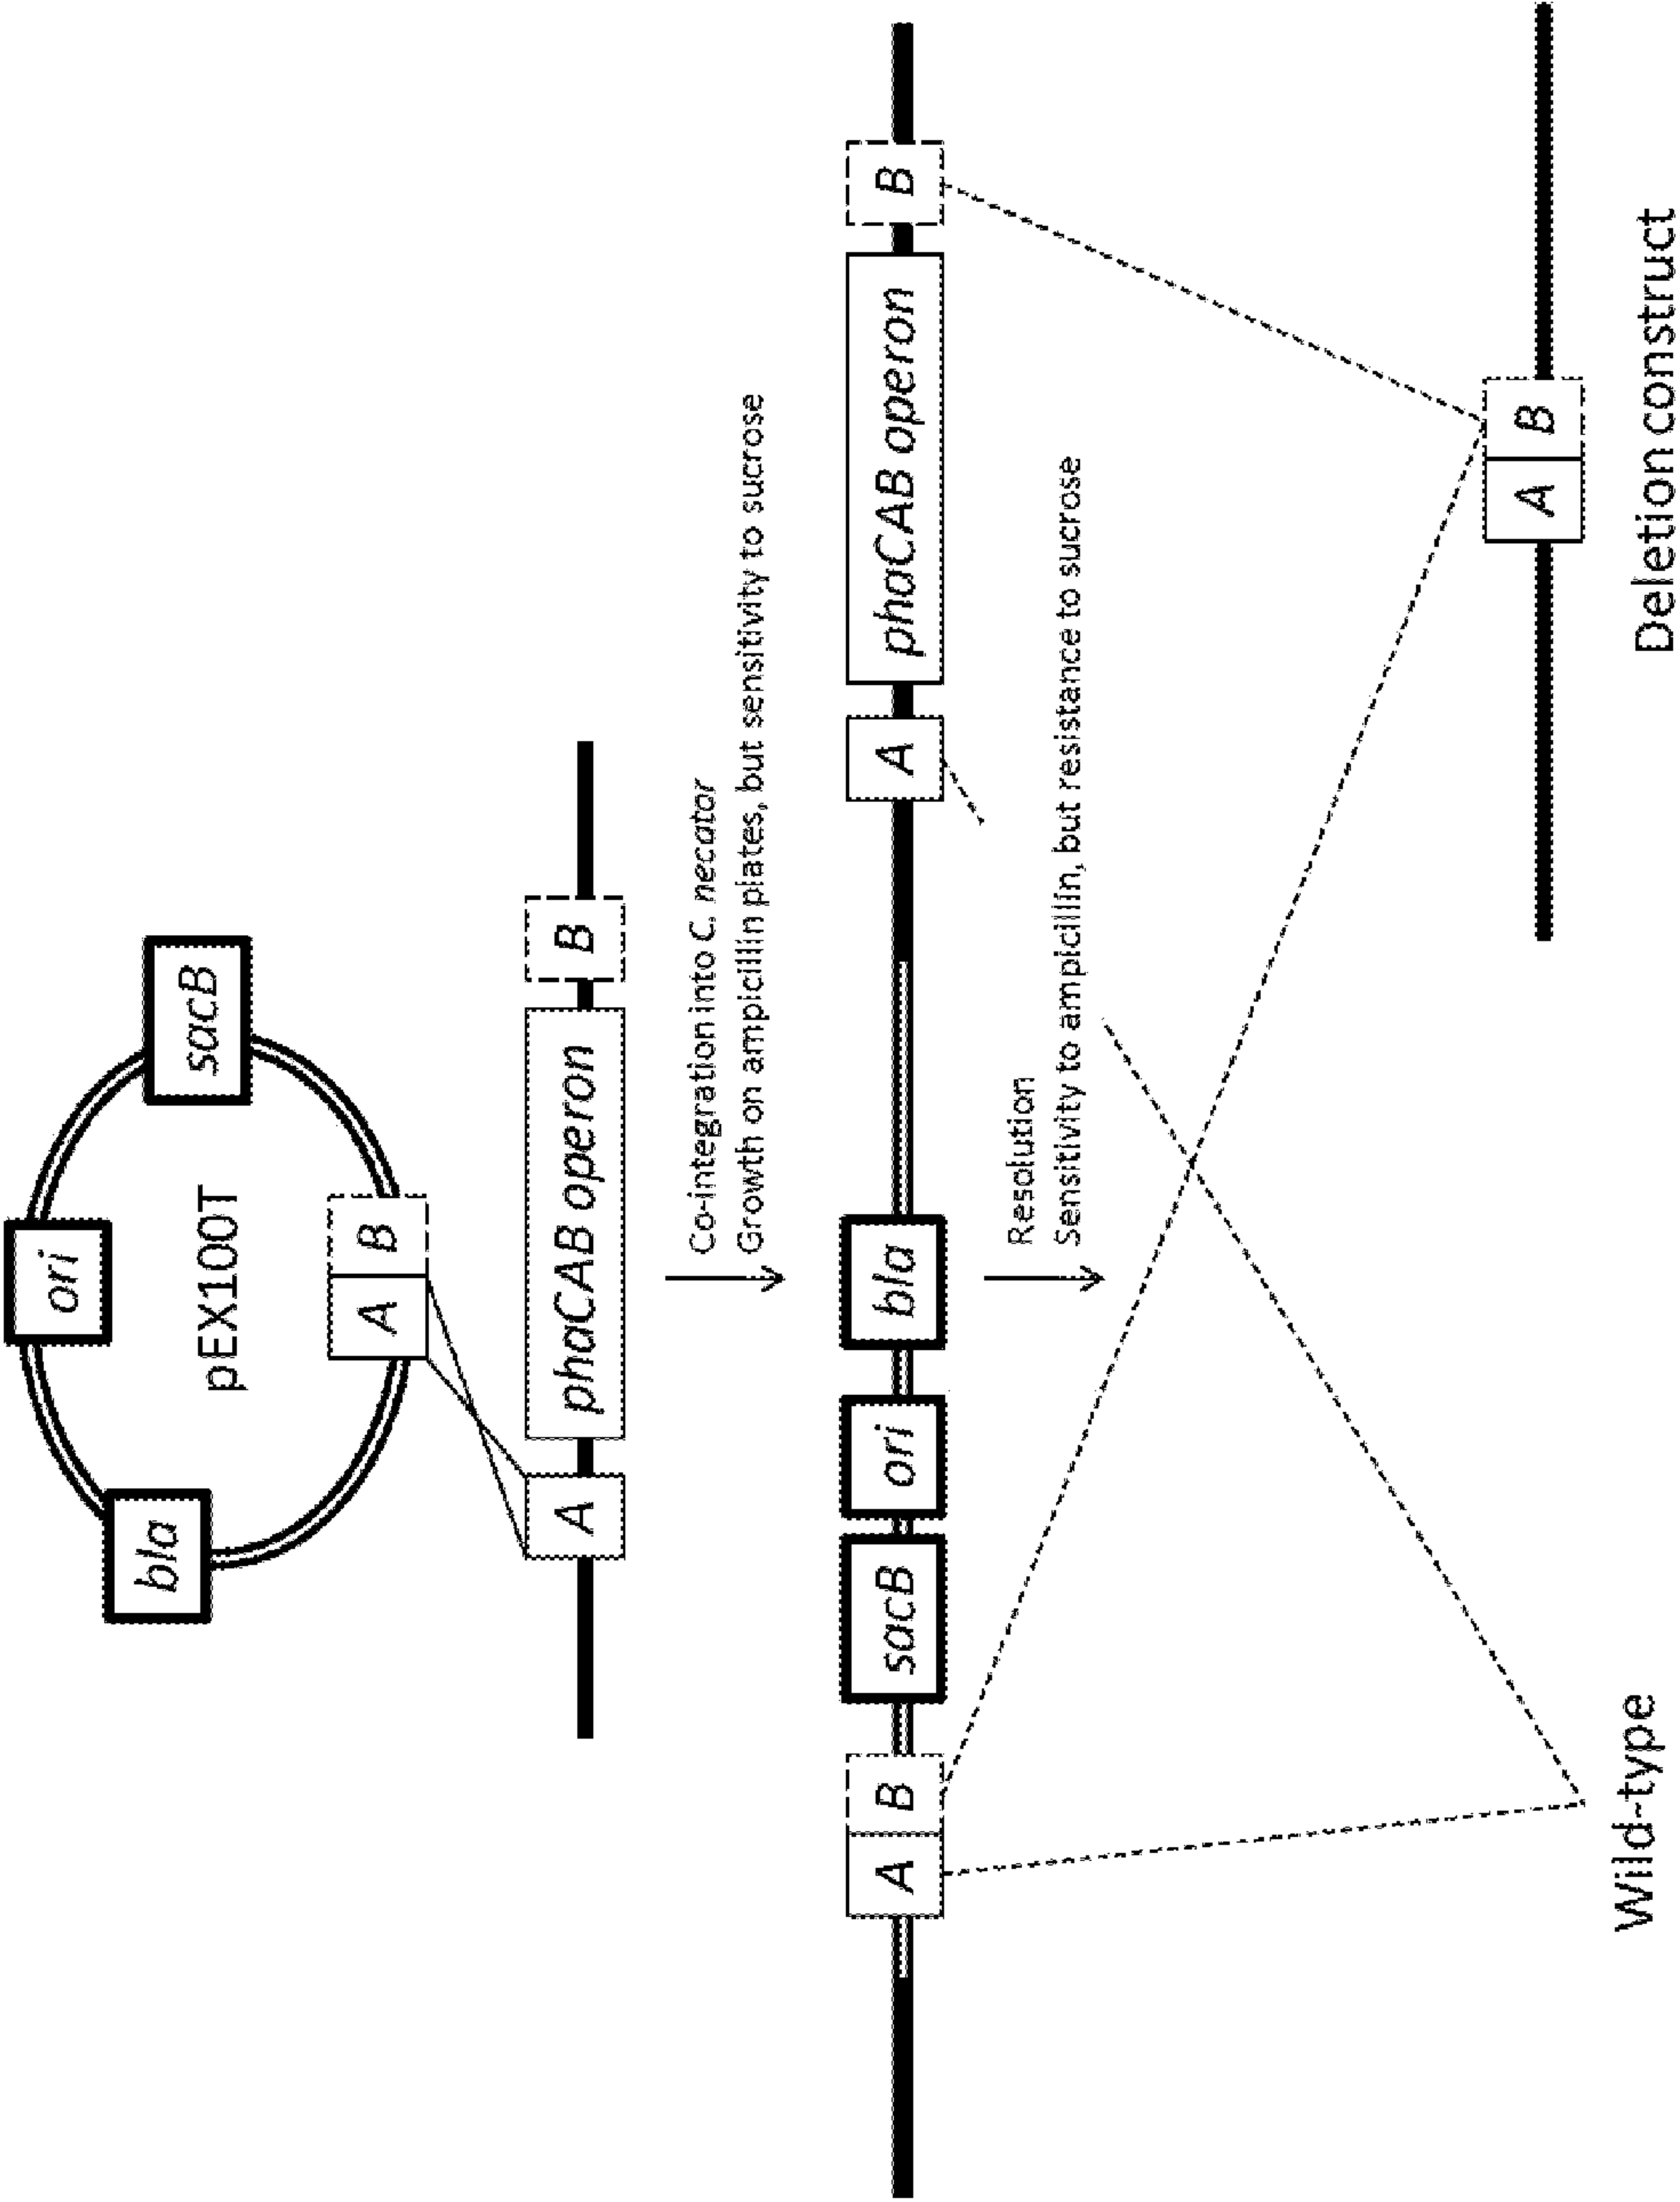 ori
bla
sacB
pEX100T
A B
A phaCAB operon B
Co-integration into C. necator
Growth on ampicillin plates, but sensitivity to sucrose
A B sacB ori bla A phaCAB operon B
Resolution
Sensitivity to ampicillin, but resistance to sucrose
A B
Wild-type
Deletion construct